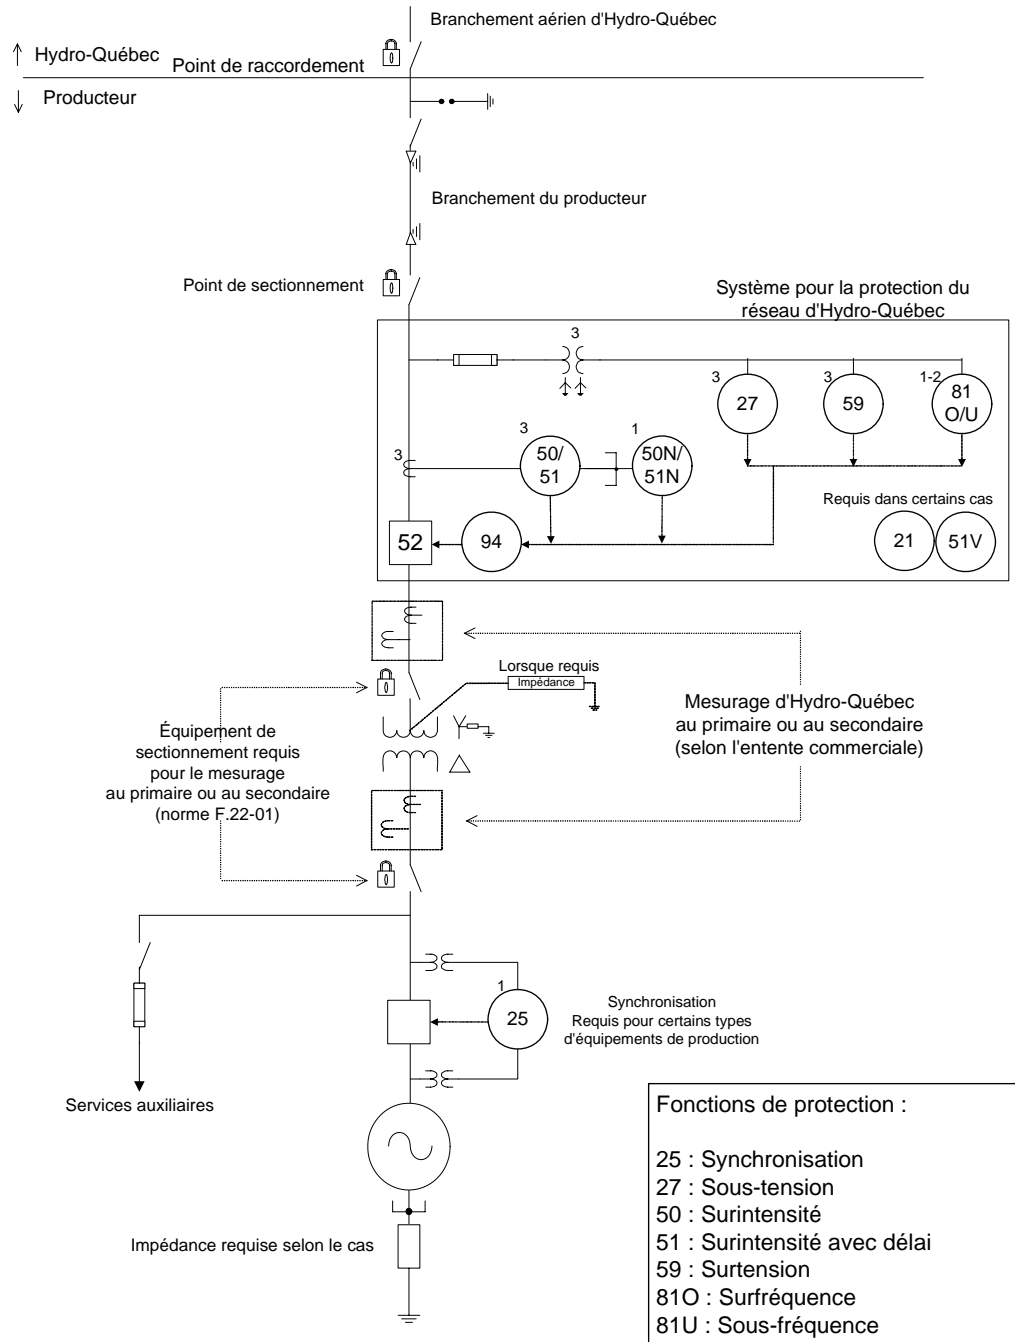 Branchement aérien d'Hydro-Québec
Hydro-Québec
Point de raccordement
Producteur
Branchement du producteur
Point de sectionnement
Système pour la protection du
réseau d'Hydro-Québec
3
3
27
3
59
1-2
81
O/U
3
3
50/
51
1
50N/
51N
Requis dans certains cas
52
94
21
51V
Lorsque requis
Impédance
Mesurage d'Hydro-Québec
au primaire ou au secondaire
(selon l'entente commerciale)
Équipement de
sectionnement requis
pour le mesurage
au primaire ou au secondaire
(norme F.22-01)
1
25
Synchronisation
Requis pour certains types
d'équipements de production
Services auxiliaires
Impédance requise selon le cas
Fonctions de protection :
25 : Synchronisation
27 : Sous-tension
50 : Surintensité
51 : Surintensité avec délai
59 : Surtension
81O : Surfréquence
81U : Sous-fréquence